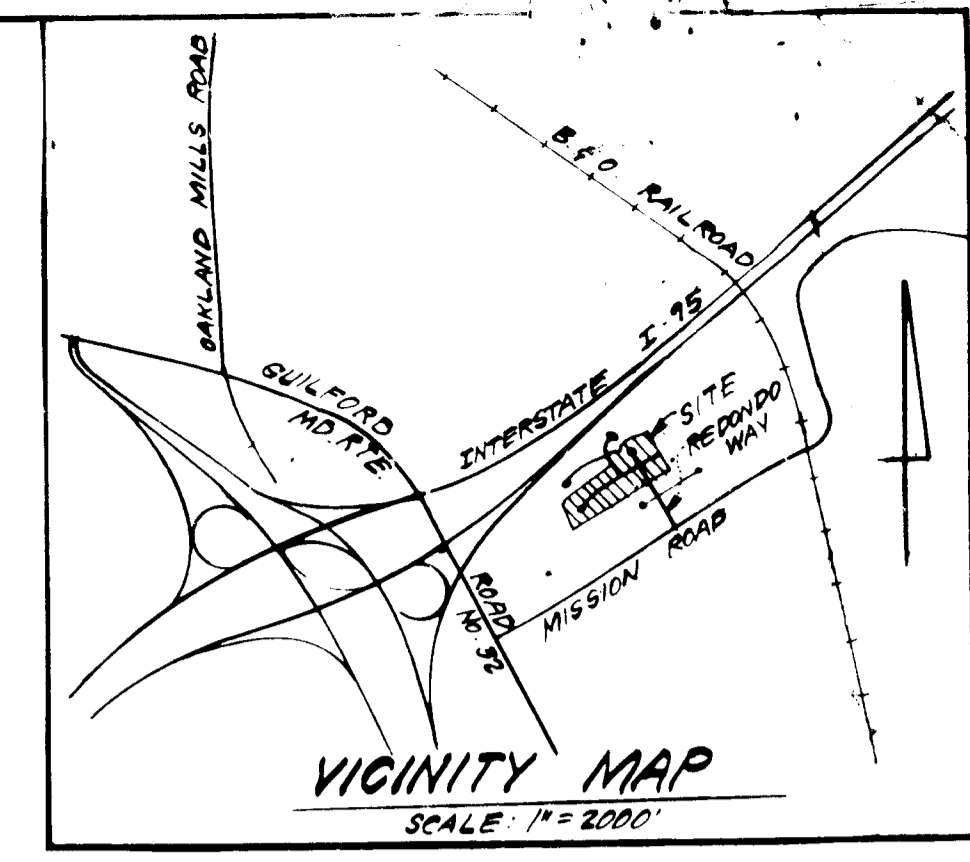 OAKLAND MILLS ROAD
B. & O. RAILROAD
I-95
INTERSTATE
GUILFORD
MD. RTE.
ROAD
NO. 32
SITE
REDONDO
WAY
MISSION ROAD
VICINITY MAP
SCALE: 1" = 2000'